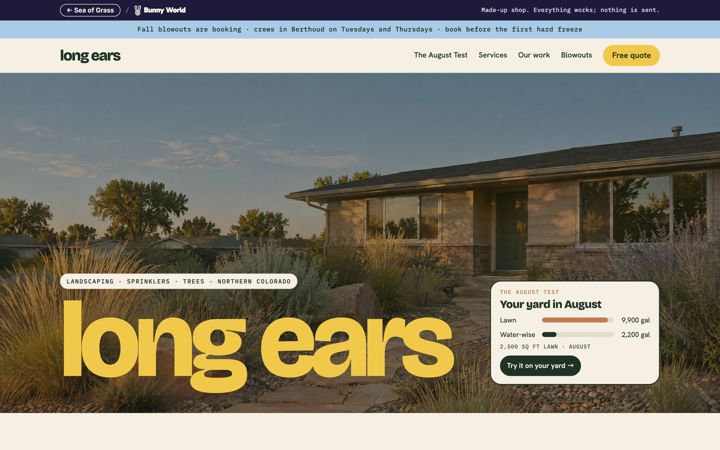 ← Sea of Grass / Bunny World
Made-up shop. Everything works; nothing is sent.
Fall blowouts are booking · crews in Berthoud on Tuesdays and Thursdays · book before the first hard freeze
long ears
The August Test Services Our work Blowouts Free quote
LANDSCAPING · SPRINKLERS · TREES · NORTHERN COLORADO
long ears
THE AUGUST TEST
Your yard in August
Lawn 9,900 gal
Water-wise 2,200 gal
2,500 SQ FT LAWN · AUGUST
Try it on your yard →